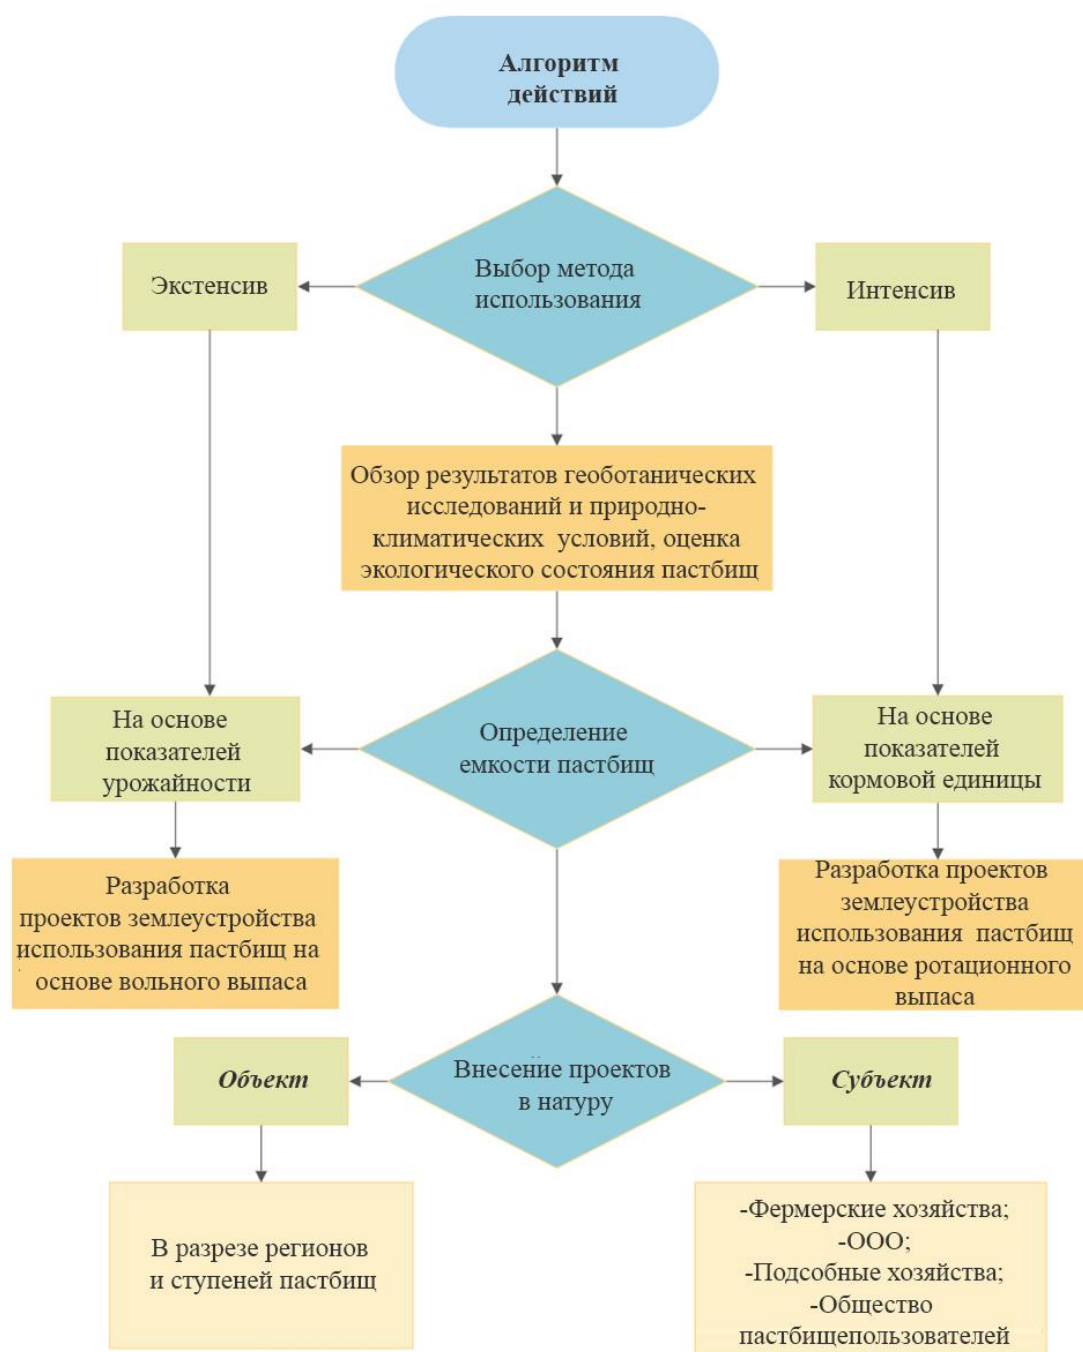 Алгоритм
действий
Выбор метода
использования
Экстенсив
Интенсив
Обзор результатов геоботанических
исследований и природно-
климатических условий, оценка
экологического состояния пастбищ
На основе
показателей
урожайности
Определение
емкости пастбищ
На основе
показателей
кормовой единицы
Разработка
проектов землеустройства
использования пастбищ на
основе вольного выпаса
Разработка проектов
землеустройства
использования пастбищ
на основе ротационного
выпаса
Объект
Внесение проектов
в натуру
Субъект
В разрезе регионов
и ступеней пастбищ
-Фермерские хозяйства;
-ООО;
-Подсобные хозяйства;
-Общество
пастбищепользователей